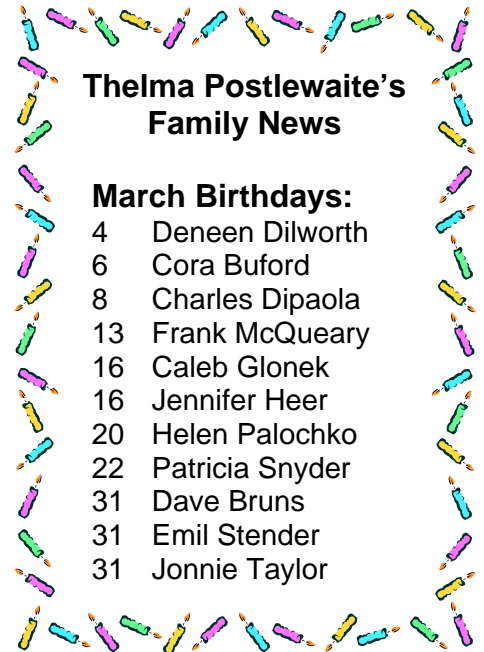 Thelma Postlewaite’s
Family News
March Birthdays:
4 Deneen Dilworth
6 Cora Buford
8 Charles Dipaola
13 Frank McQueary
16 Caleb Glonek
16 Jennifer Heer
20 Helen Palochko
22 Patricia Snyder
31 Dave Bruns
31 Emil Stender
31 Jonnie Taylor